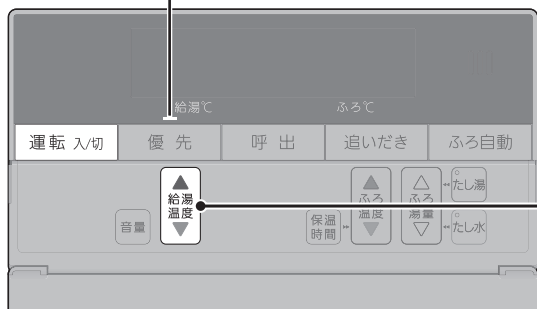 給湯℃ ふろ℃
運転 入/切 優先 呼出 追いだき ふろ自動
音量
給湯
温度
保温
時間
ふろ
温度
ふろ
湯量
たし湯
たし水